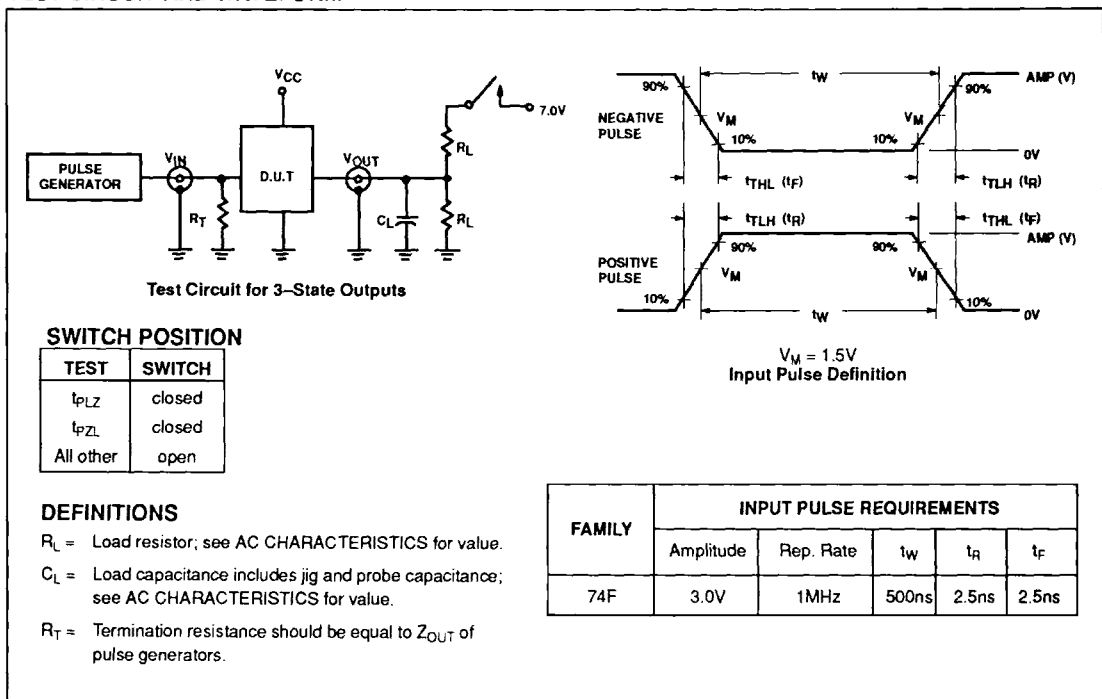 VCC
7.0V
RL
PULSE
GENERATOR
VIN
D.U.T
VOUT
RT
CL
RL
Test Circuit for 3–State Outputs
SWITCH POSITION
TEST SWITCH
tPLZ closed
tPZL closed
All other open
DEFINITIONS
RL = Load resistor; see AC CHARACTERISTICS for value.
CL = Load capacitance includes jig and probe capacitance;
see AC CHARACTERISTICS for value.
RT = Termination resistance should be equal to ZOUT of
pulse generators.
tW
AMP (V)
90%
90%
NEGATIVE
PULSE
VM
VM
10%
10%
0V
tTHL (tF)
tTLH (tR)
tTLH (tR)
tTHL (tF)
AMP (V)
90%
90%
POSITIVE
PULSE
VM
VM
10%
10%
tW
0V
VM = 1.5V
Input Pulse Definition
FAMILY INPUT PULSE REQUIREMENTS
Amplitude Rep. Rate tW tR tF
74F 3.0V 1MHz 500ns 2.5ns 2.5ns